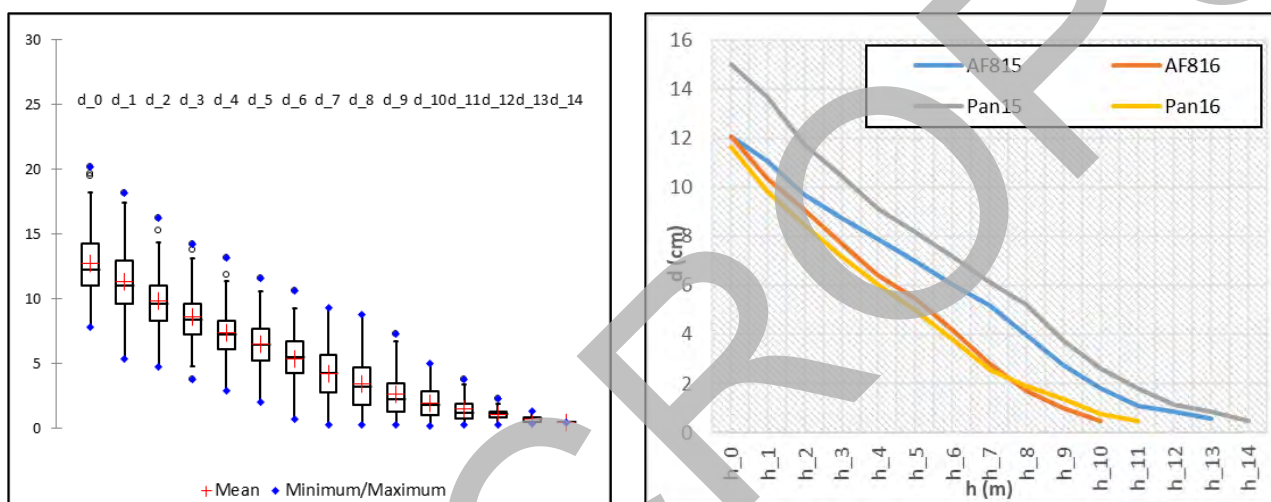 30
25
20
15
10
5
0
d_0 d_1 d_2 d_3 d_4 d_5 d_6 d_7 d_8 d_9 d_10 d_11 d_12 d_13 d_14
Mean Minimum/Maximum
16
14
12
10
8
6
4
2
0
d (cm)
AF815 AF816
Pan15 Pan16
h_0 h_1 h_2 h_3 h_4 h_5 h_6 h_7 h_8 h_9 h_10 h_11 h_12 h_13 h_14
h (m)